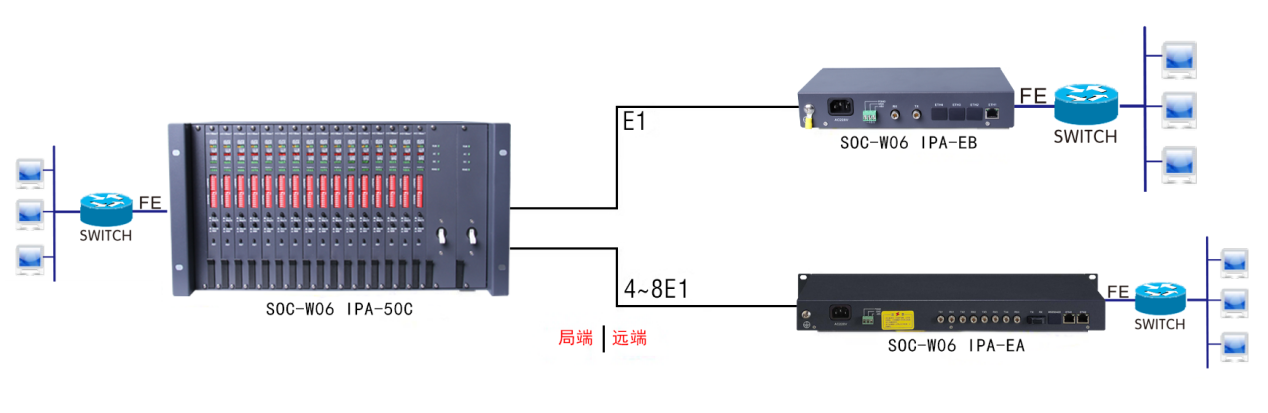 FE
SWITCH
SOC-W06 IPA-50C
E1
SOC-W06 IPA-EB
FE
SWITCH
4~8E1
SOC-W06 IPA-EA
FE
SWITCH
局端 | 远端